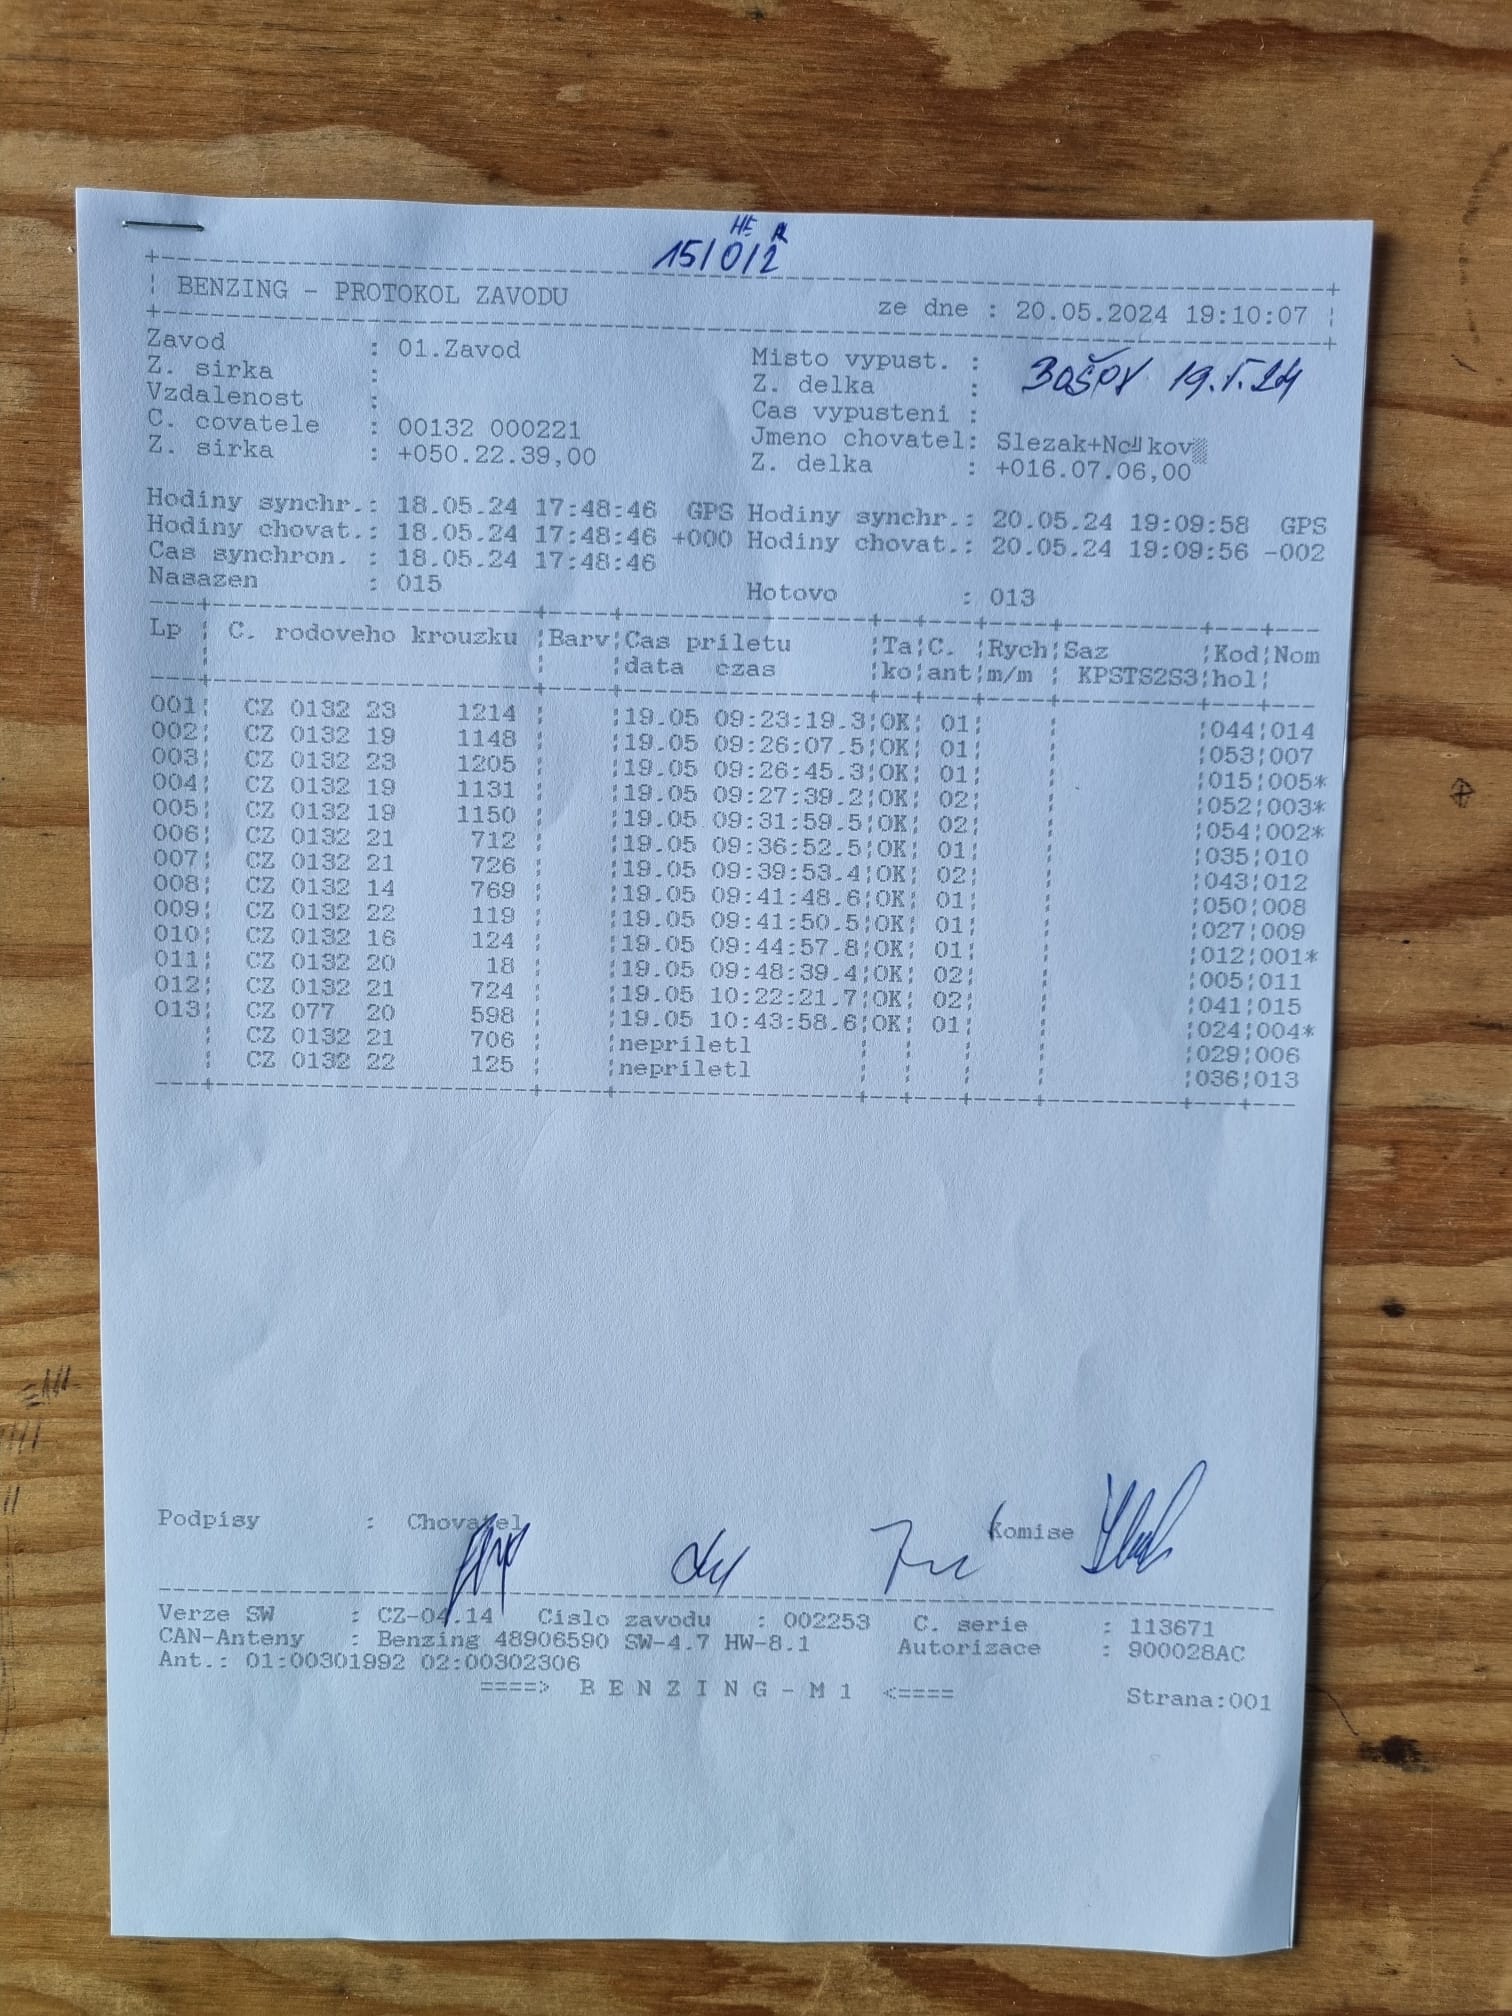 HE R
15/0/2
BENZING - PROTOKOL ZAVODU ze dne : 20.05.2024 19:10:07
Zavod : 01.Zavod Misto vypust. :
Z. sirka : Z. delka :
19.V.24
Vzdalenost : Cas vypusteni :
C. covatele : 00132 000221 Jmeno chovatel: Slezak+No kov
Z. sirka : +050.22.39,00 Z. delka : +016.07.06,00
Hodiny synchr.: 18.05.24 17:48:46 GPS Hodiny synchr.: 20.05.24 19:09:58 GPS
Hodiny chovat.: 18.05.24 17:48:46 +000 Hodiny chovat.: 20.05.24 19:09:56 -002
Cas synchron. : 18.05.24 17:48:46
Nasazen : 015 Hotovo : 013
Lp ¦ C. rodoveho krouzku ¦Barv¦Cas priletu ¦Ta¦C. ¦Rych¦Saz ¦Kod¦Nom
¦ ¦ ¦data czas ¦ko¦ant¦m/m ¦ KPSTS2S3¦hol¦
001¦ CZ 0132 23 1214 ¦ ¦19.05 09:23:19.3¦OK¦ 01¦ ¦ ¦044¦014
002¦ CZ 0132 19 1148 ¦ ¦19.05 09:26:07.5¦OK¦ 01¦ ¦ ¦053¦007
003¦ CZ 0132 23 1205 ¦ ¦19.05 09:26:45.3¦OK¦ 01¦ ¦ ¦015¦005*
004¦ CZ 0132 19 1131 ¦ ¦19.05 09:27:39.2¦OK¦ 02¦ ¦ ¦052¦003*
005¦ CZ 0132 19 1150 ¦ ¦19.05 09:31:59.5¦OK¦ 02¦ ¦ ¦054¦002*
006¦ CZ 0132 21 712 ¦ ¦19.05 09:36:52.5¦OK¦ 01¦ ¦ ¦035¦010
007¦ CZ 0132 21 726 ¦ ¦19.05 09:39:53.4¦OK¦ 02¦ ¦ ¦043¦012
008¦ CZ 0132 14 769 ¦ ¦19.05 09:41:48.6¦OK¦ 01¦ ¦ ¦050¦008
009¦ CZ 0132 22 119 ¦ ¦19.05 09:41:50.5¦OK¦ 01¦ ¦ ¦027¦009
010¦ CZ 0132 16 124 ¦ ¦19.05 09:44:57.8¦OK¦ 01¦ ¦ ¦012¦001*
011¦ CZ 0132 20 18 ¦ ¦19.05 09:48:39.4¦OK¦ 02¦ ¦ ¦005¦011
012¦ CZ 0132 21 724 ¦ ¦19.05 10:22:21.7¦OK¦ 02¦ ¦ ¦041¦015
013¦ CZ 077 20 598 ¦ ¦19.05 10:43:58.6¦OK¦ 01¦ ¦ ¦024¦004*
¦ CZ 0132 21 706 ¦ ¦nepriletl ¦ ¦ ¦ ¦ ¦029¦006
¦ CZ 0132 22 125 ¦ ¦nepriletl ¦ ¦ ¦ ¦ ¦036¦013
Podpisy : Chovatel Komise
Verze SW : CZ-04.14 Cislo zavodu : 002253 C. serie : 113671
CAN-Anteny : Benzing 48906590 SW-4.7 HW-8.1 Autorizace : 900028AC
Ant.: 01:00301992 02:00302306
====> B E N Z I N G - M 1 <==== Strana:001